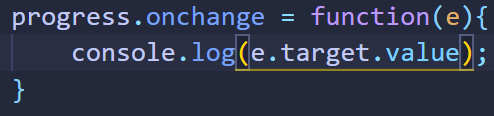 progress.onchange = function(e){
    console.log(e.target.value);
}